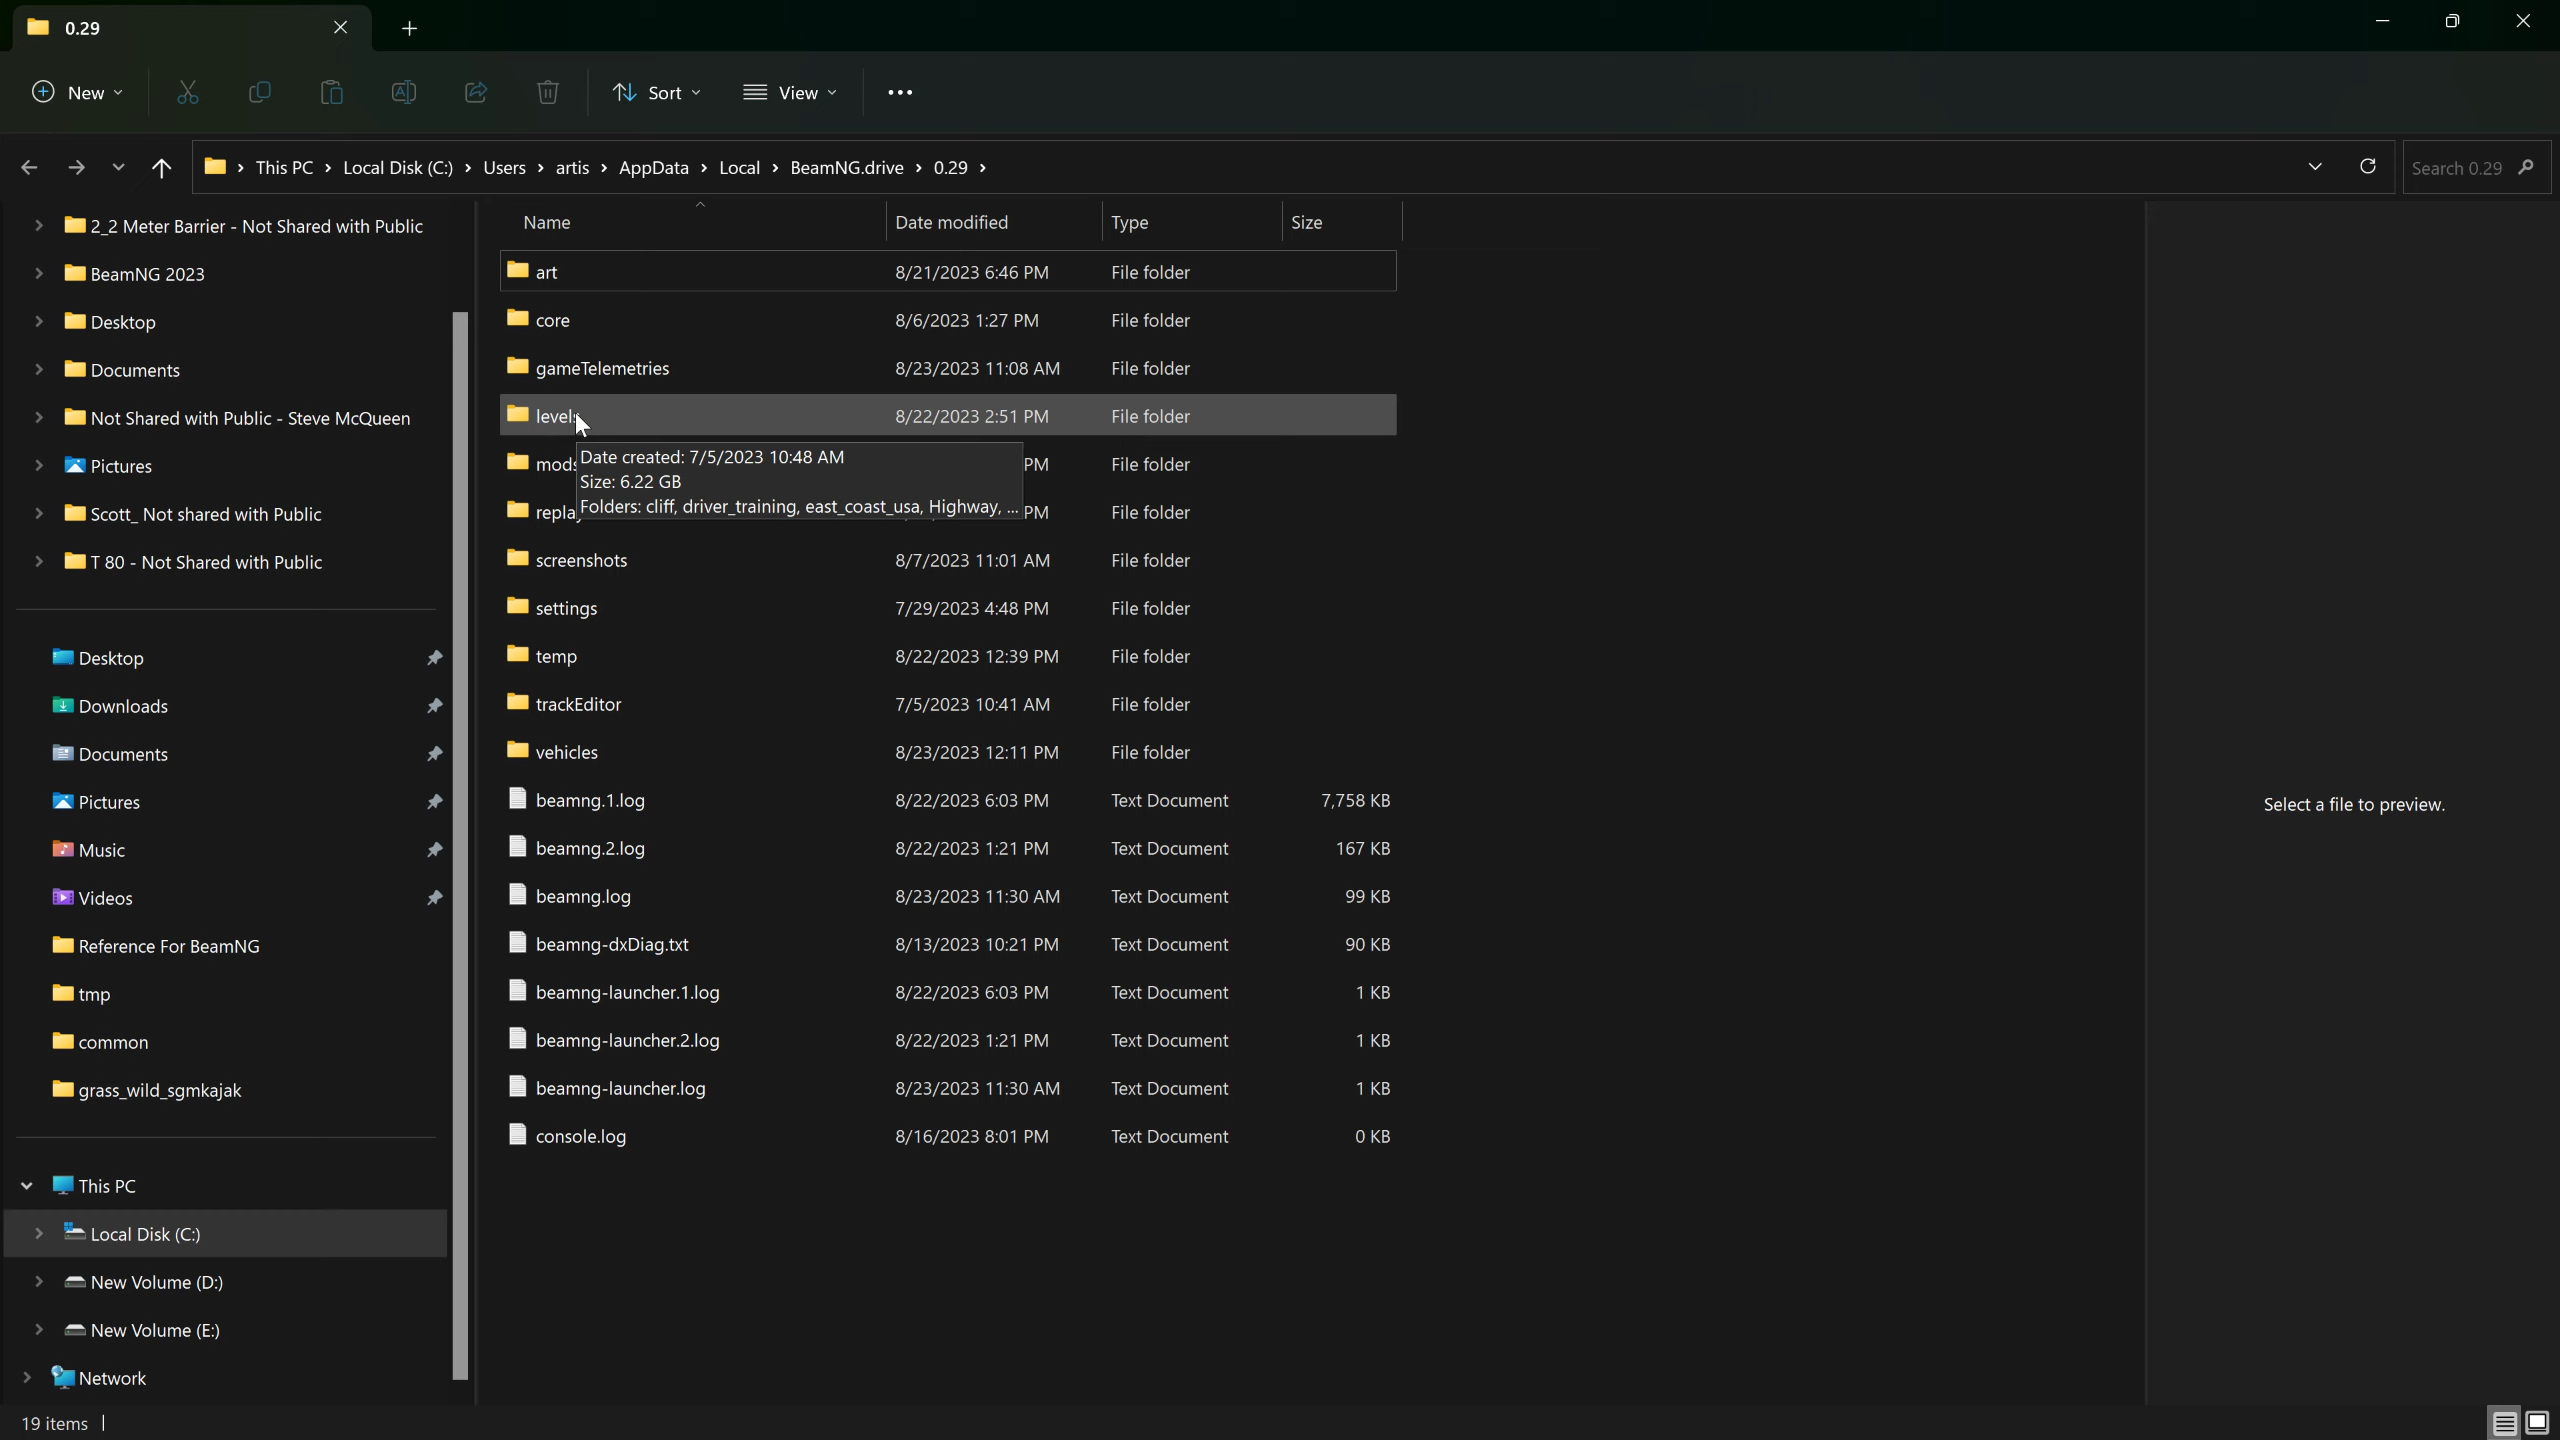 0.29
New
Sort
View
This PC > Local Disk (C:) > Users > artis > AppData > Local > BeamNG.drive > 0.29 >
Search 0.29
2_2 Meter Barrier - Not Shared with Public
BeamNG 2023
Desktop
Documents
Not Shared with Public - Steve McQueen
Pictures
Scott_ Not shared with Public
T 80 - Not Shared with Public
Desktop
Downloads
Documents
Pictures
Music
Videos
Reference For BeamNG
tmp
common
grass_wild_sgmkajak
This PC
Local Disk (C:)
New Volume (D:)
New Volume (E:)
Network
Name Date modified Type Size
art 8/21/2023 6:46 PM File folder
core 8/6/2023 1:27 PM File folder
gameTelemetries 8/23/2023 11:08 AM File folder
levels 8/22/2023 2:51 PM File folder
mods PM File folder
replay PM File folder
Date created: 7/5/2023 10:48 AM
Size: 6.22 GB
Folders: cliff, driver_training, east_coast_usa, Highway, ...
screenshots 8/7/2023 11:01 AM File folder
settings 7/29/2023 4:48 PM File folder
temp 8/22/2023 12:39 PM File folder
trackEditor 7/5/2023 10:41 AM File folder
vehicles 8/23/2023 12:11 PM File folder
beamng.1.log 8/22/2023 6:03 PM Text Document 7,758 KB
beamng.2.log 8/22/2023 1:21 PM Text Document 167 KB
beamng.log 8/23/2023 11:30 AM Text Document 99 KB
beamng-dxDiag.txt 8/13/2023 10:21 PM Text Document 90 KB
beamng-launcher.1.log 8/22/2023 6:03 PM Text Document 1 KB
beamng-launcher.2.log 8/22/2023 1:21 PM Text Document 1 KB
beamng-launcher.log 8/23/2023 11:30 AM Text Document 1 KB
console.log 8/16/2023 8:01 PM Text Document 0 KB
Select a file to preview.
19 items